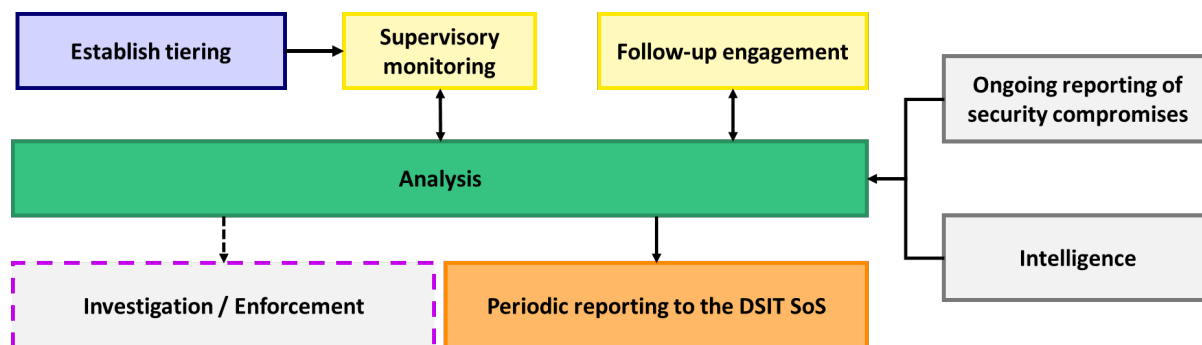 Establish tiering
Supervisory
monitoring
Follow-up engagement
Ongoing reporting of
security compromises
Analysis
Intelligence
Investigation / Enforcement
Periodic reporting to the DSIT SoS